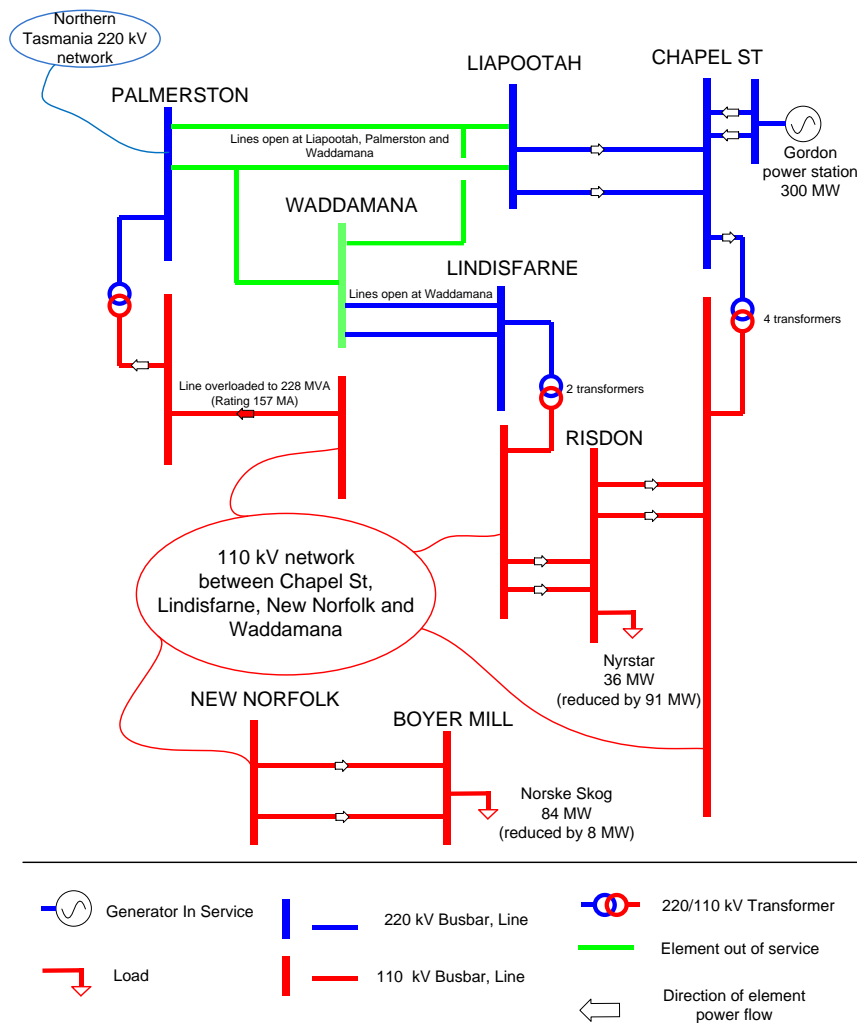 Northern
Tasmania 220 kV
network
PALMERSTON
LIAPOOTAH
CHAPEL ST
Lines open at Liapootah, Palmerston and
Waddamana
Gordon
power station
300 MW
WADDAMANA
LINDISFARNE
Lines open at Waddamana
4 transformers
2 transformers
Line overloaded to 228 MVA
(Rating 157 MA)
RISDON
110 kV network
between Chapel St,
Lindisfarne, New Norfolk and
Waddamana
Nyrstar
36 MW
(reduced by 91 MW)
NEW NORFOLK
BOYER MILL
Norske Skog
84 MW
(reduced by 8 MW)
Generator In Service
220 kV Busbar, Line
220/110 kV Transformer
Element out of service
Load
110 kV Busbar, Line
Direction of element
power flow